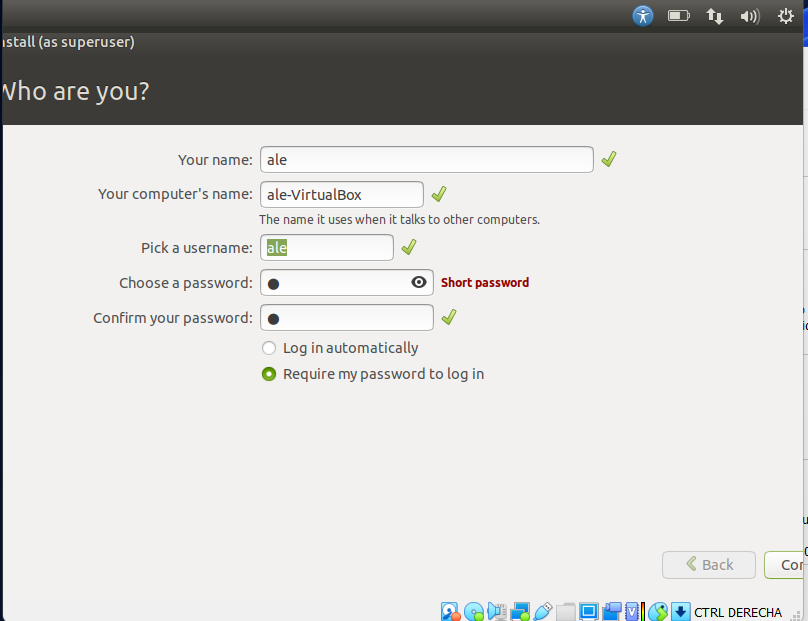 nstall (as superuser)
Who are you?
Your name: ale
Your computer's name: ale-VirtualBox
The name it uses when it talks to other computers.
Pick a username: ale
Choose a password: ● Short password
Confirm your password: ●
Log in automatically
Require my password to log in
Back Con
CTRL DERECHA